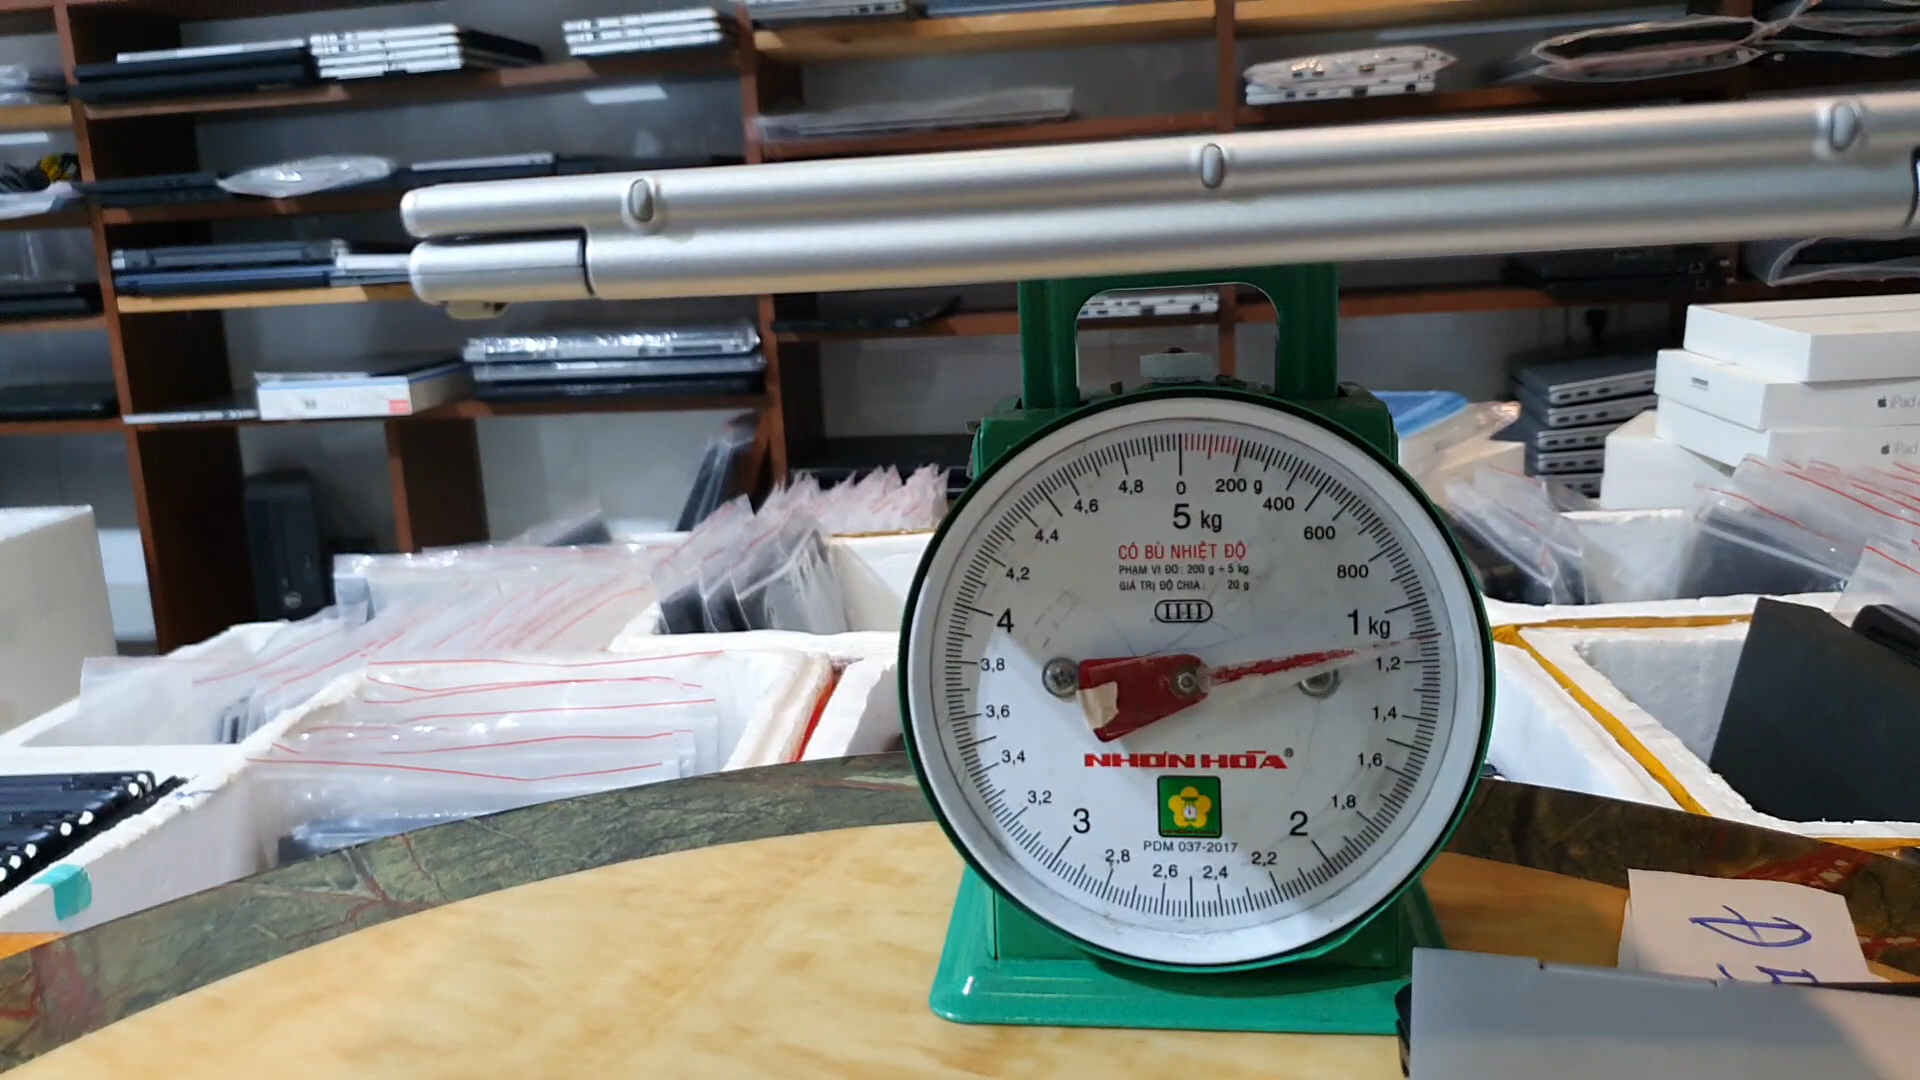 iPad
iPad
4,8 0 200 g
4,6 400
4,4 5 kg 600
CÓ BÙ NHIỆT ĐỘ
PHẠM VI ĐO: 200 g ÷ 5 kg
GIÁ TRỊ ĐỘ CHIA: 20 g
4,2 800
4 1 kg
3,8 1,2
3,6 1,4
NHƠN HÒA®
3,4 1,6
3,2 1,8
3 2
PDM 037-2017
2,8 2,2
2,6 2,4